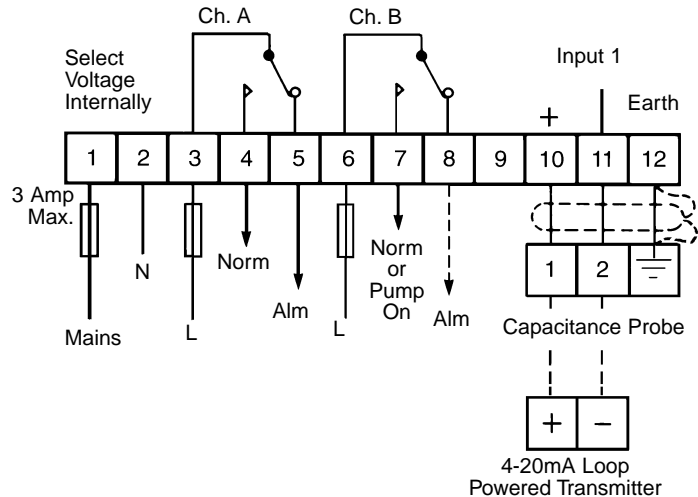 Ch. A
Ch. B
Select
Voltage
Internally
Input 1
+
Earth
1 2 3 4 5 6 7 8 9 10 11 12
3 Amp
Max.
N
Norm
Norm
or
Pump
On
Alm
Alm
L
L
Mains
1 2
Capacitance Probe
+ −
4-20mA Loop
Powered Transmitter